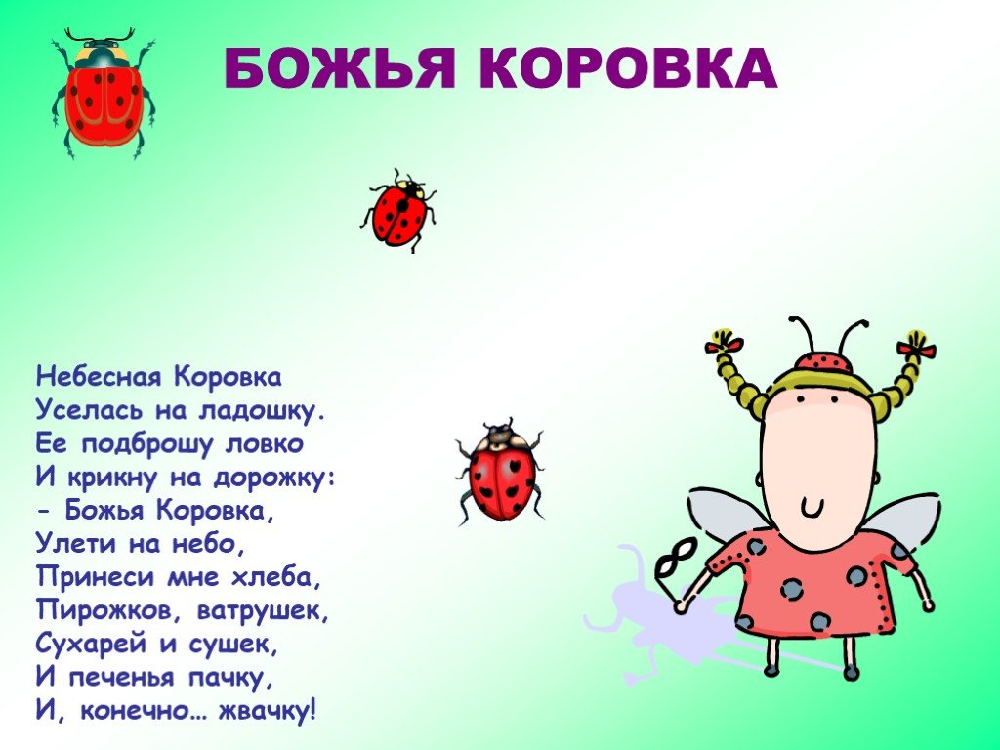 БОЖЬЯ КОРОВКА
Небесная Коровка
Уселась на ладошку.
Ее подброшу ловко
И крикну на дорожку:
- Божья Коровка,
Улети на небо,
Принеси мне хлеба,
Пирожков, ватрушек,
Сухарей и сушек,
И печенья пачку,
И, конечно… жвачку!